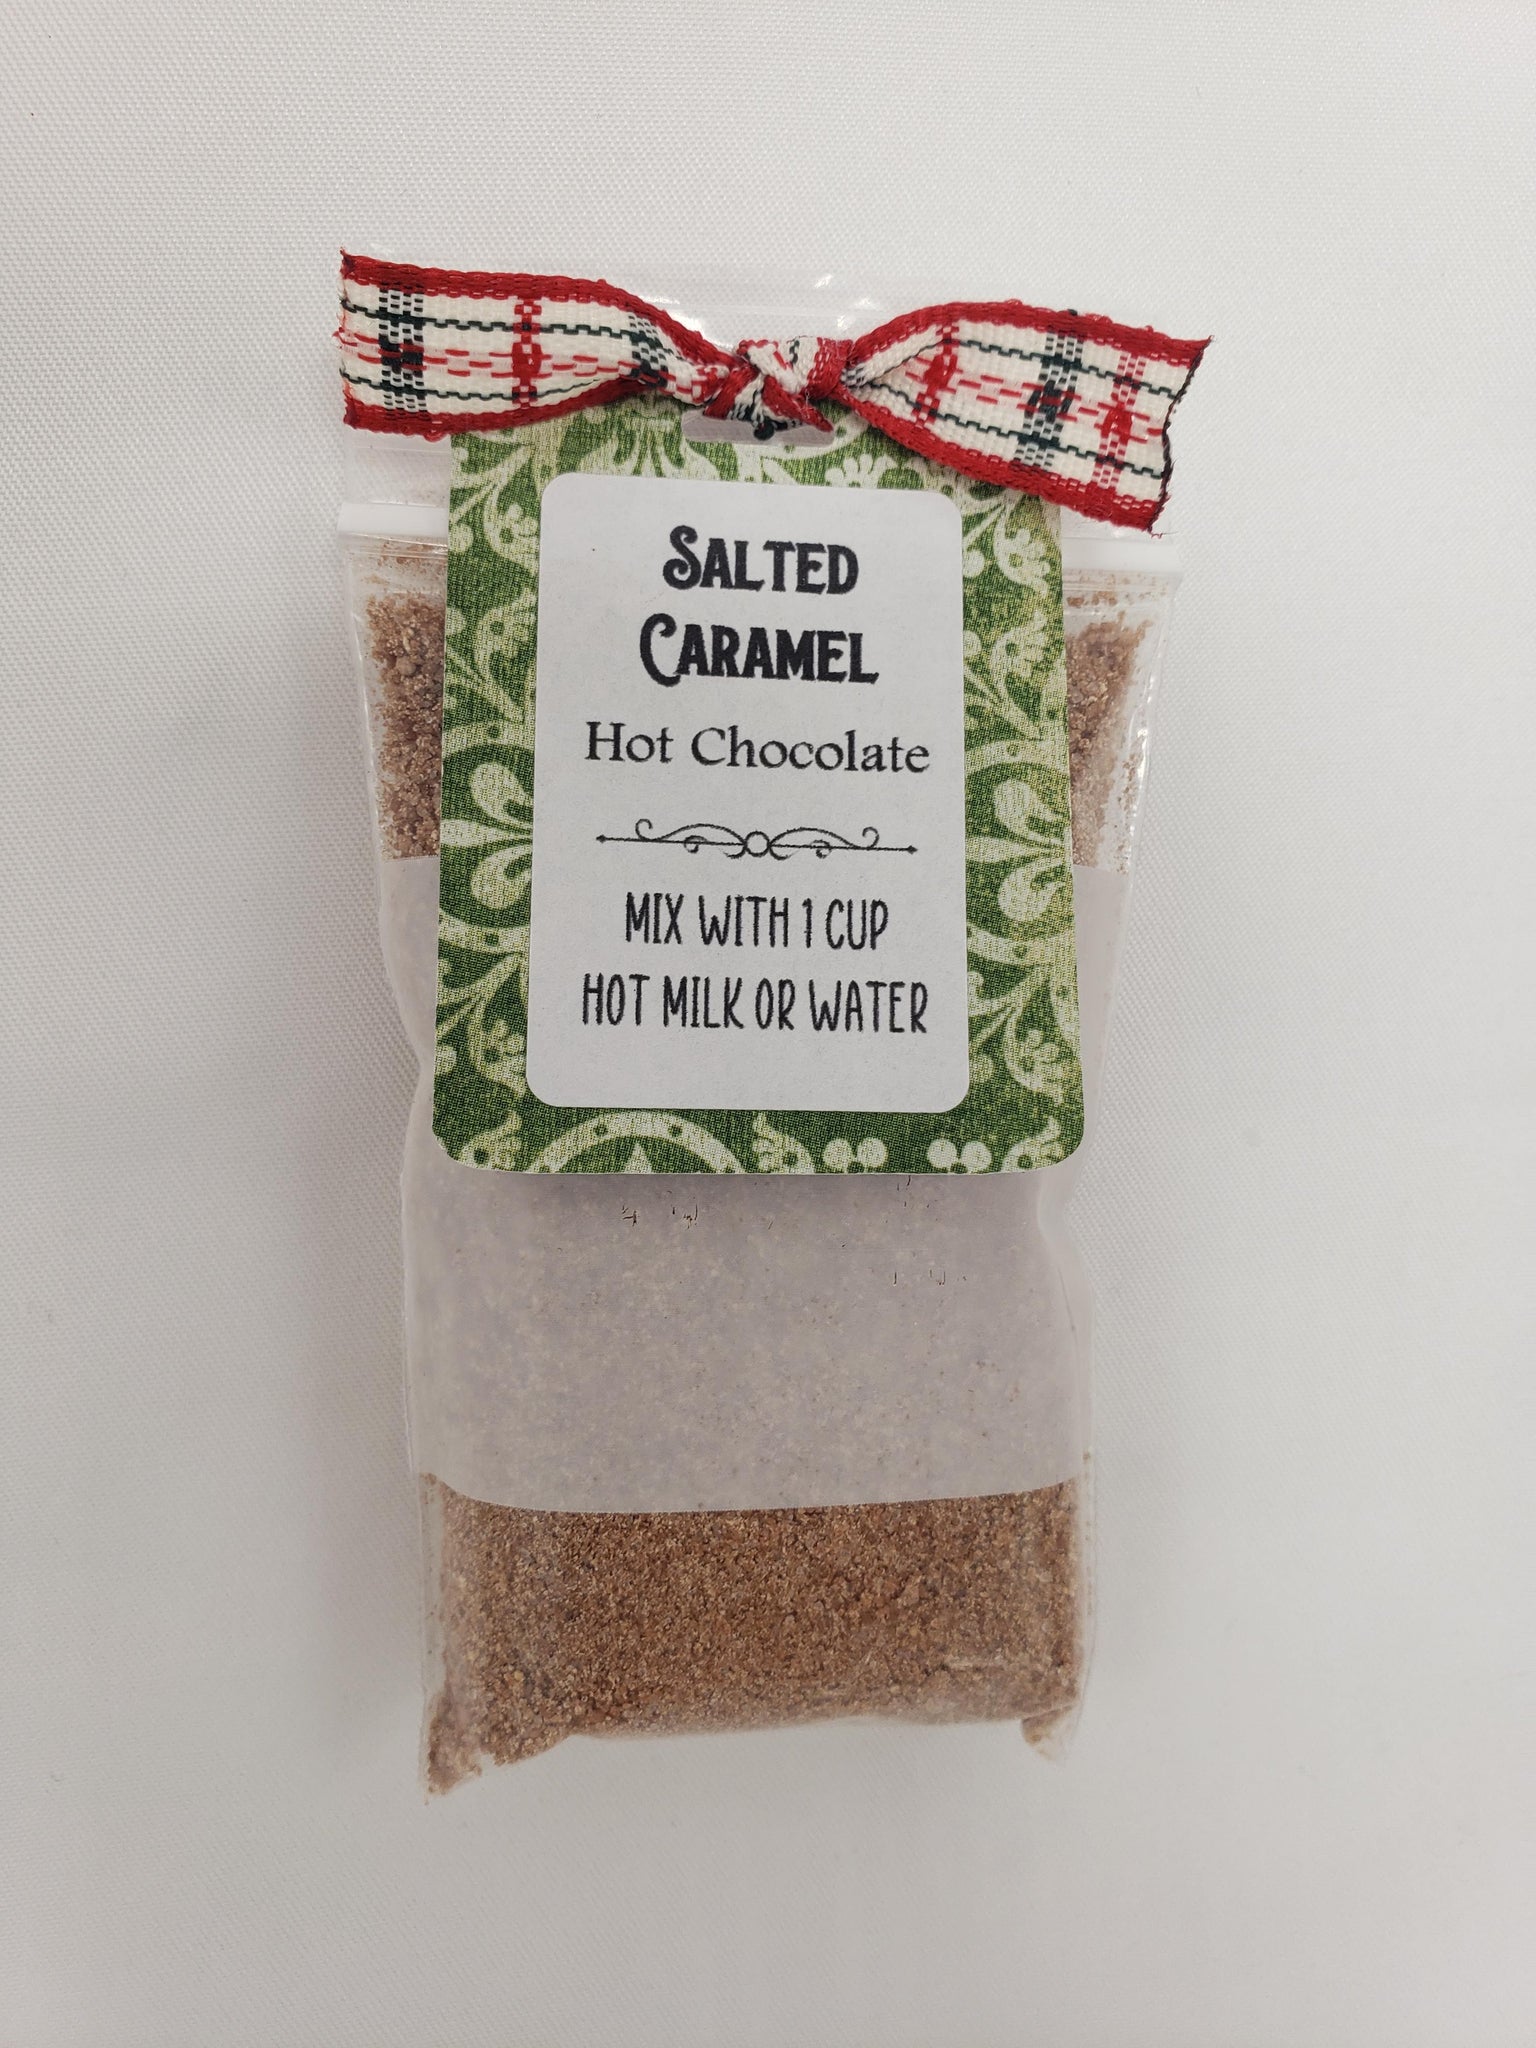 SALTED
CARAMEL
Hot Chocolate
MIX WITH 1 CUP
HOT MILK OR WATER